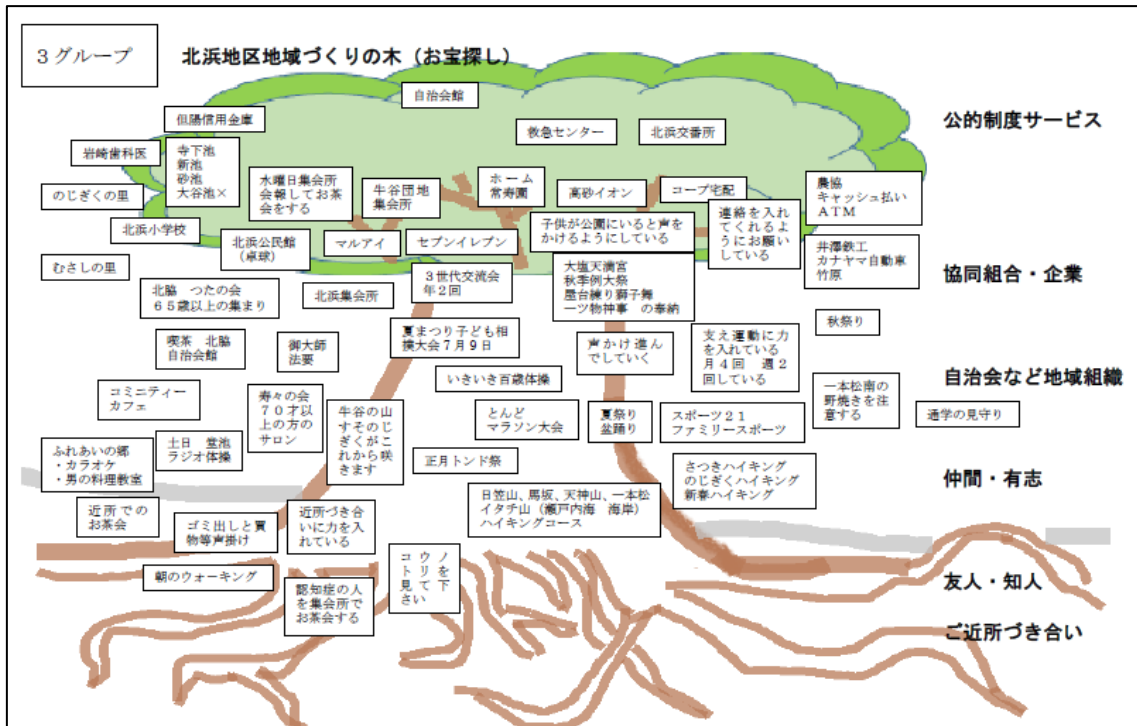 3グループ
北浜地区地域づくりの木（お宝探し）
自治会館
公的制度サービス
但陽信用金庫
救急センター
北浜交番所
岩崎歯科医
寺下池
新池
砂池
大谷池×
水曜日集会所
会報してお茶
会をする
牛谷団地
集会所
ホーム
常寿園
高砂イオン
コープ宅配
農協
キャッシュ払い
ＡＴＭ
のじぎくの里
連絡を入れ
てくれるよ
うにお願い
している
北浜小学校
北浜公民館
（卓球）
マルアイ
セブンイレブン
子供が公園にいると声を
かけるようにしている
井澤鉄工
カナヤマ自動車
竹原
むさしの里
３世代交流会
年２回
大塩天満宮
秋季例大祭
屋台練り獅子舞
一ツ物神事　の奉納
協同組合・企業
北脇　つたの会
６５歳以上の集まり
北浜集会所
秋祭り
喫茶　北脇
自治会館
御大師
法要
夏まつり子ども相
撲大会７月９日
声かけ進ん
でしていく
支え運動に力
を入れている
月４回　週２
回している
いきいき百歳体操
自治会など地域組織
コミニティー
カフェ
寿々の会
７０才以
上の方の
サロン
牛谷の山
すそのじ
ぎくがこ
れから咲
きます
とんど
マラソン大会
夏祭り
盆踊り
スポーツ２１
ファミリースポーツ
一本松南の
野焼きを注
意する
通学の見守り
ふれあいの郷
・カラオケ
・男の料理教室
土日　堂池
ラジオ体操
正月トンド祭
さつきハイキング
のじぎくハイキング
新春ハイキング
仲間・有志
近所での
お茶会
ゴミ出しと買
物等声掛け
近所づき合
いに力を入
れている
日笠山、馬坂、天神山、一本松
イタチ山（瀬戸内海　海岸）
ハイキングコース
朝のウォーキング
認知症の人
を集会所で
お茶会する
コウノ
トリを
見て下
さい
友人・知人
ご近所づき合い